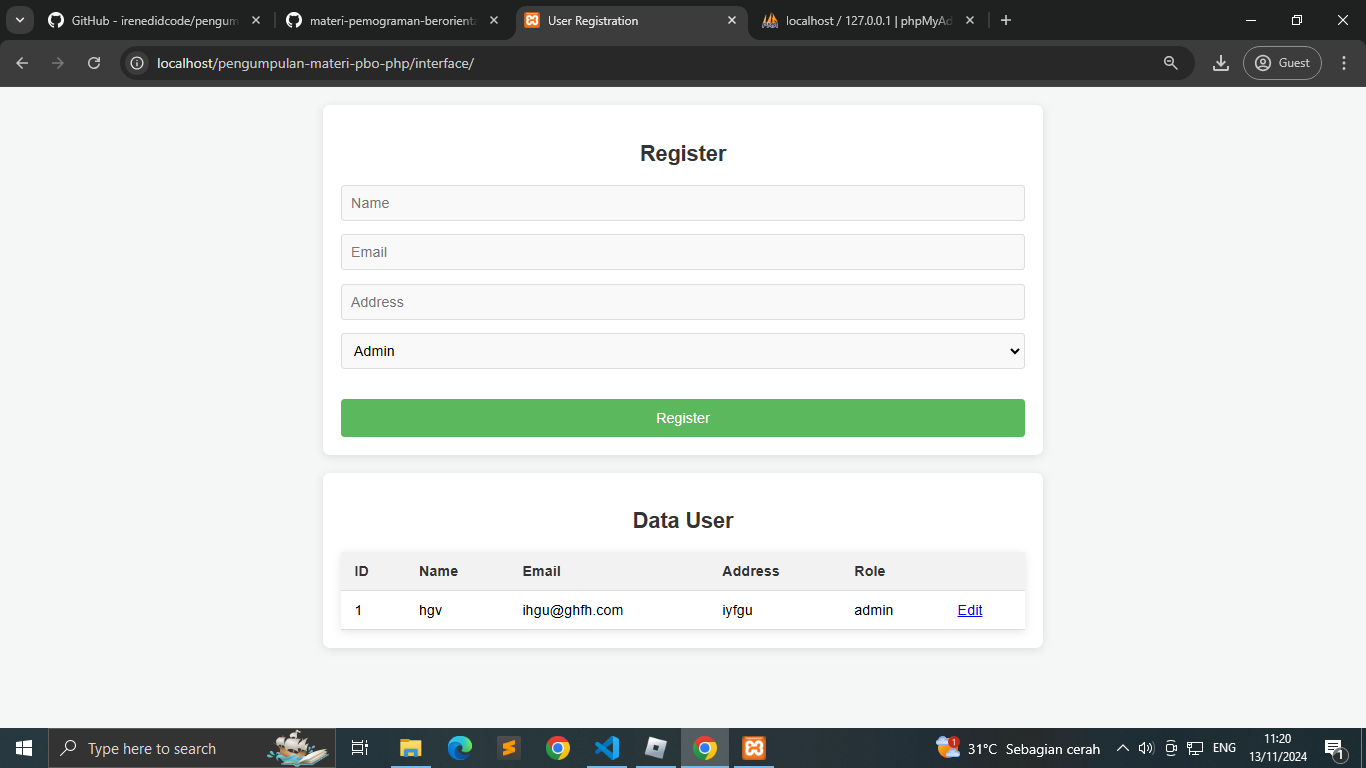 GitHub - irenedidcode/pengum
materi-pemograman-berorienta
User Registration
localhost / 127.0.0.1 | phpMyAd
localhost/pengumpulan-materi-pbo-php/interface/
Guest
Register
Name
Email
Address
Admin
Register
Data User
ID Name Email Address Role
1 hgv ihgu@ghfh.com iyfgu admin Edit
Type here to search
1
31°C Sebagian cerah
ENG
11:20
13/11/2024
1